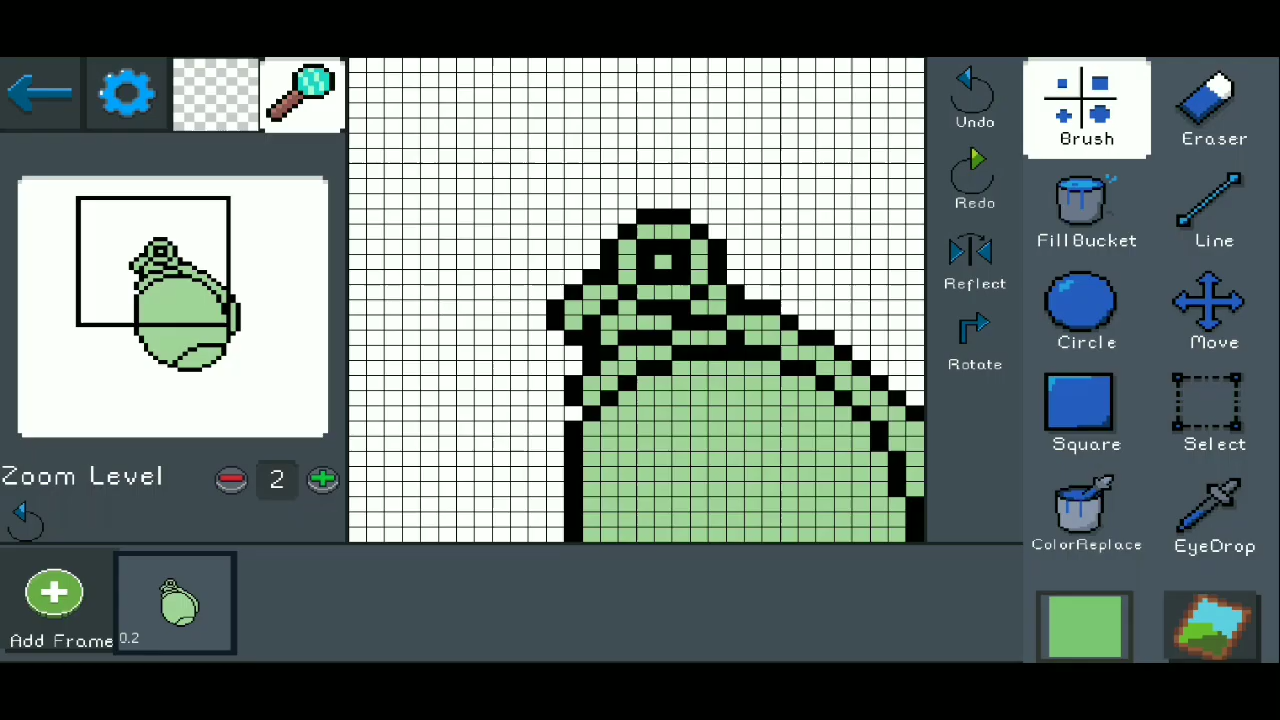 Undo
Redo
Reflect
Rotate
Brush
Eraser
Fill Bucket
Line
Circle
Move
Square
Select
ColorReplace
EyeDrop
Zoom Level
2
Add Frame
0.2